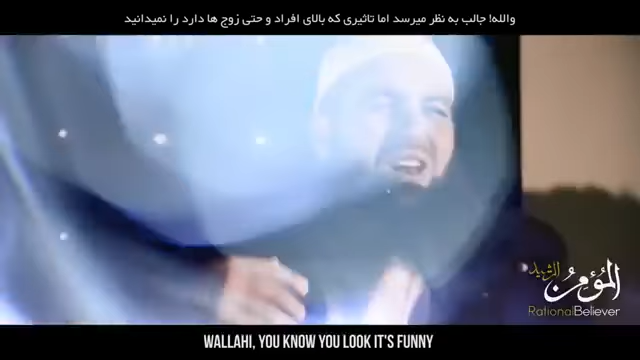 والله! جالب به نظر میرسد اما تاثیری که بالای افراد و حتی زوج ها دارد را نمیدانید
المؤمن الرشيد
RationalBeliever
WALLAHI, YOU KNOW YOU LOOK IT'S FUNNY